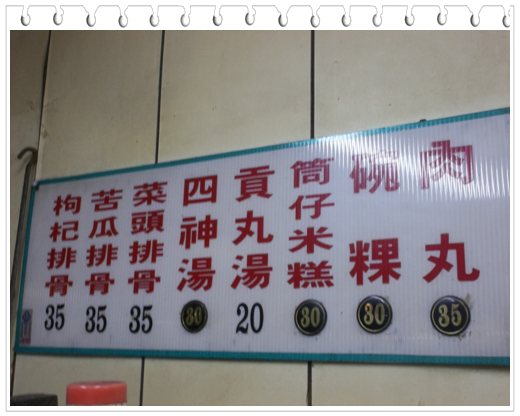 肉丸 35
碗粿 30
筒仔米糕 30
貢丸湯 20
四神湯 30
菜頭排骨 35
苦瓜排骨 35
枸杞排骨 35